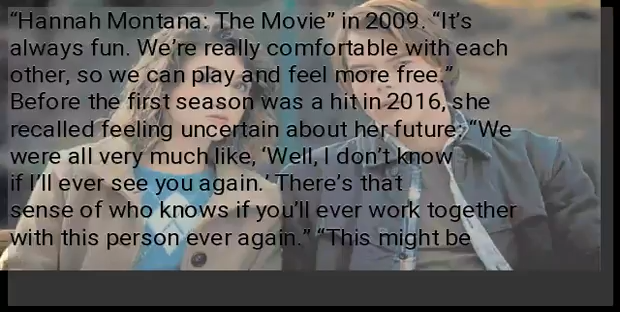 “Hannah Montana: The Movie” in 2009. “It’s
always fun. We’re really comfortable with each
other, so we can play and feel more free.”
Before the first season was a hit in 2016, she
recalled feeling uncertain about her future: “We
were all very much like, ‘Well, I don’t know
if I’ll ever see you again.’ There’s that
sense of who knows if you’ll ever work together
with this person ever again.” “This might be